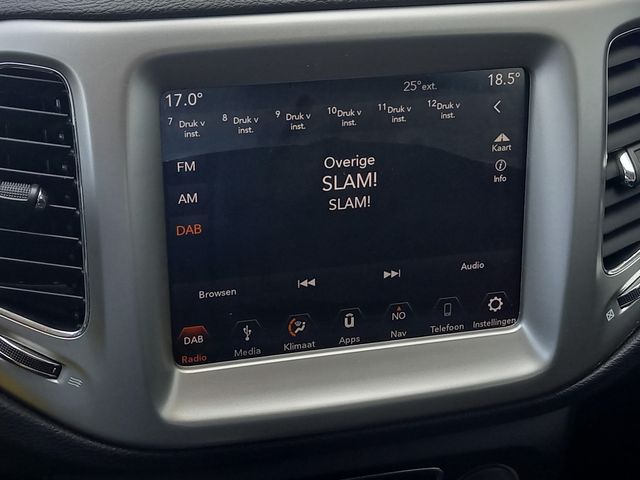 17.0° 25°ext. 18.5°
7 Druk v inst. 8 Druk v inst. 9 Druk v inst. 10 Druk v inst. 11 Druk v inst. 12 Druk v inst.
Kaart
Info
FM
AM
DAB
Overige
SLAM!
SLAM!
Browsen Audio
DAB Radio Media Klimaat Apps NO Nav Telefoon Instellingen